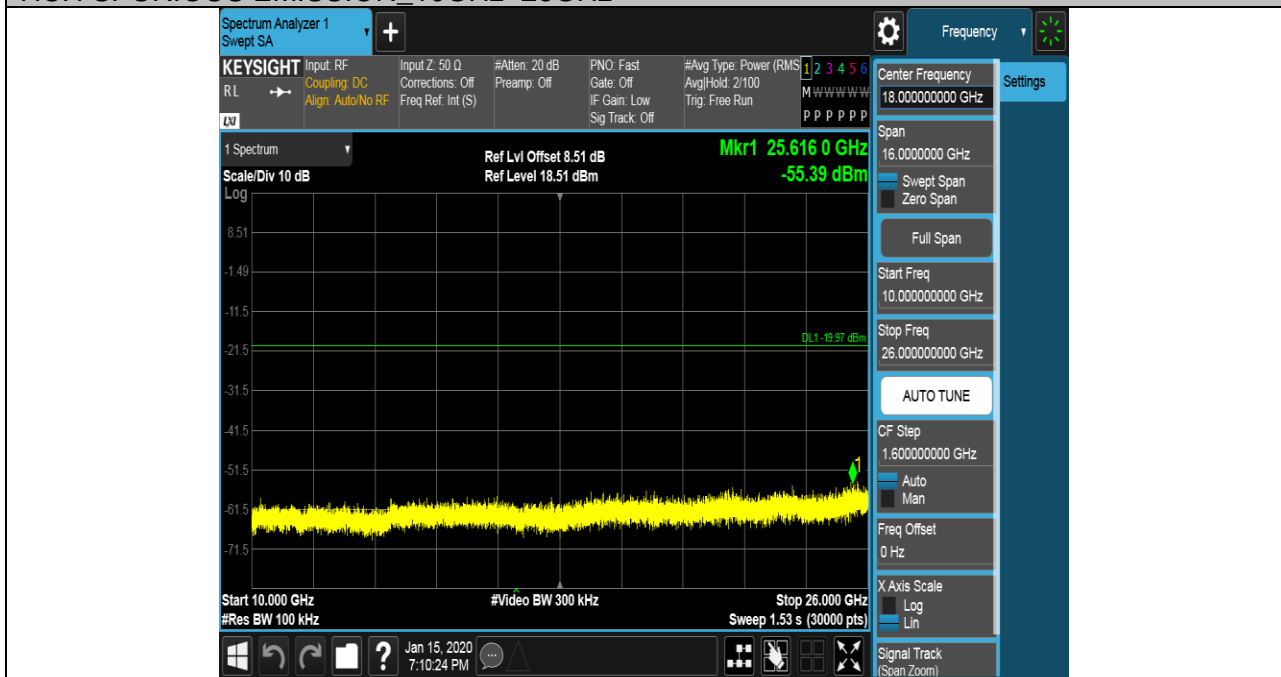 Spectrum Analyzer 1
Swept SA
+
Frequency
KEYSIGHT
RL
LXI
Input: RF
Coupling: DC
Align: Auto/No RF
Input Z: 50 Ω
Corrections: Off
Freq Ref: Int (S)
#Atten: 20 dB
Preamp: Off
PNO: Fast
Gate: Off
IF Gain: Low
Sig Track: Off
#Avg Type: Power (RMS
Avg|Hold: 2/100
Trig: Free Run
1 2 3 4 5 6
M W W W W W
P P P P P P
1 Spectrum
Scale/Div 10 dB
Log
Ref Lvl Offset 8.51 dB
Ref Level 18.51 dBm
Mkr1 25.616 0 GHz
-55.39 dBm
8.51
-1.49
-11.5
DL1 -19.97 dBm
-21.5
-31.5
-41.5
-51.5
1
-61.5
-71.5
Start 10.000 GHz
#Res BW 100 kHz
#Video BW 300 kHz
Stop 26.000 GHz
Sweep 1.53 s (30000 pts)
?
Jan 15, 2020
7:10:24 PM
Center Frequency
18.000000000 GHz
Span
16.0000000 GHz
Swept Span
Zero Span
Full Span
Start Freq
10.000000000 GHz
Stop Freq
26.000000000 GHz
AUTO TUNE
CF Step
1.600000000 GHz
Auto
Man
Freq Offset
0 Hz
X Axis Scale
Log
Lin
Signal Track
(Span Zoom)
Settings